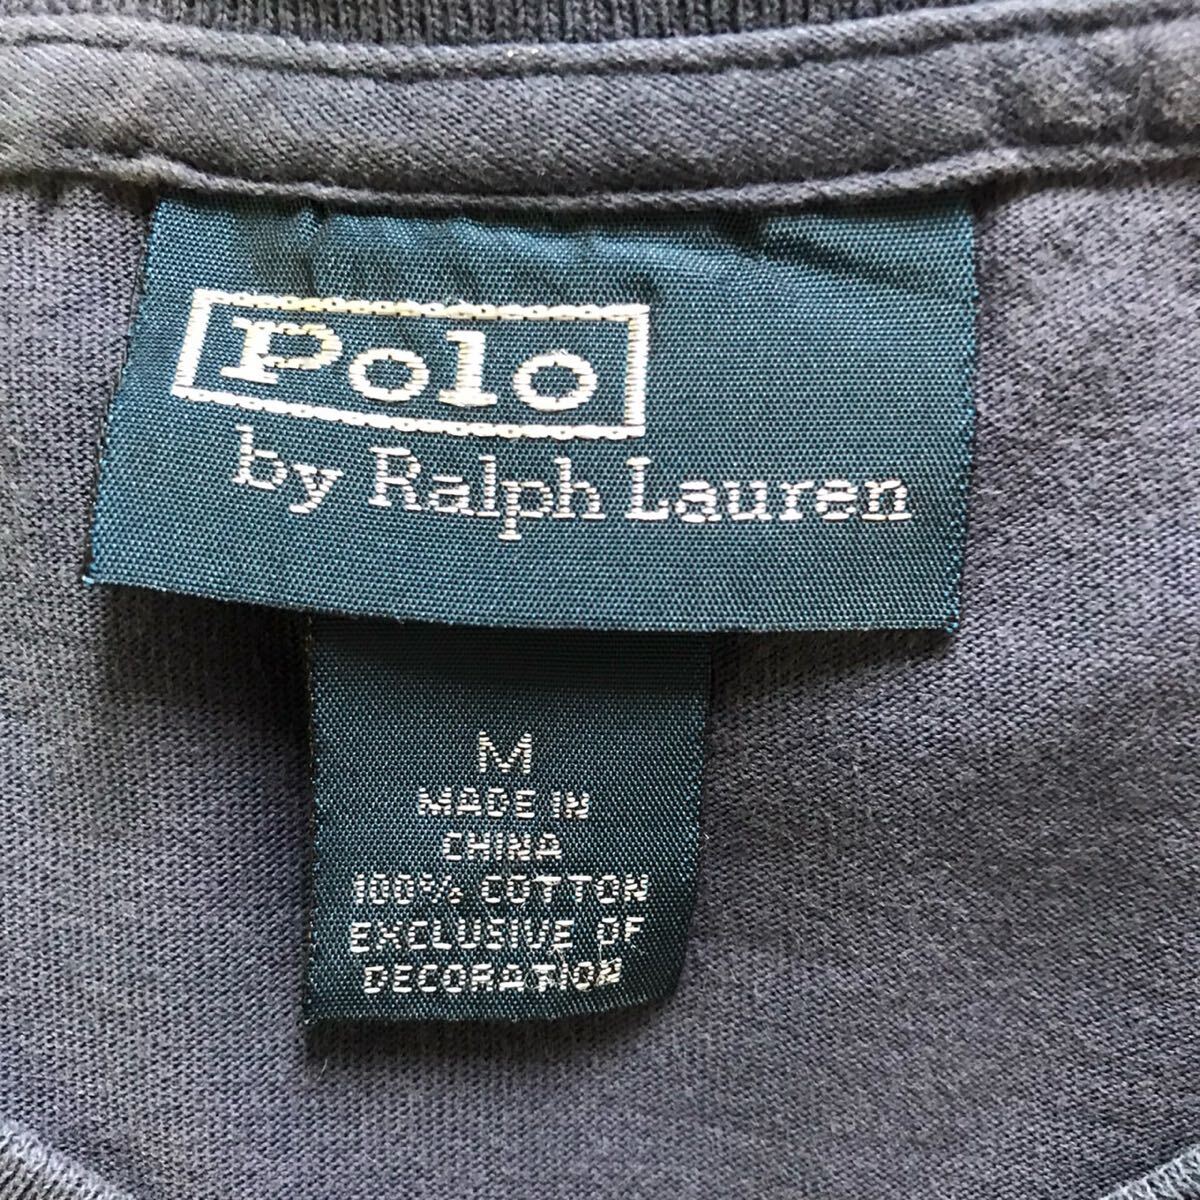 Polo
by Ralph Lauren
M
MADE IN
CHINA
100% COTTON
EXCLUSIVE OF
DECORATION